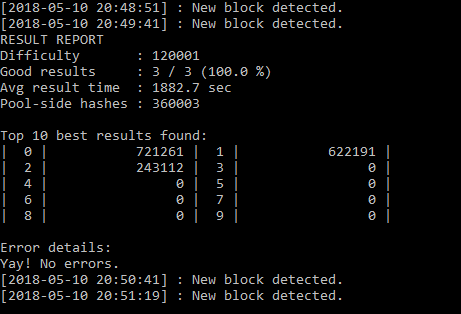 [2018-05-10 20:48:51] : New block detected.
[2018-05-10 20:49:41] : New block detected.
RESULT REPORT
Difficulty       : 120001
Good results     : 3 / 3 (100.0 %)
Avg result time  : 1882.7 sec
Pool-side hashes : 360003

Top 10 best results found:
|  0 |           721261 |  1 |           622191 |
|  2 |           243112 |  3 |                0 |
|  4 |                0 |  5 |                0 |
|  6 |                0 |  7 |                0 |
|  8 |                0 |  9 |                0 |

Error details:
Yay! No errors.
[2018-05-10 20:50:41] : New block detected.
[2018-05-10 20:51:19] : New block detected.